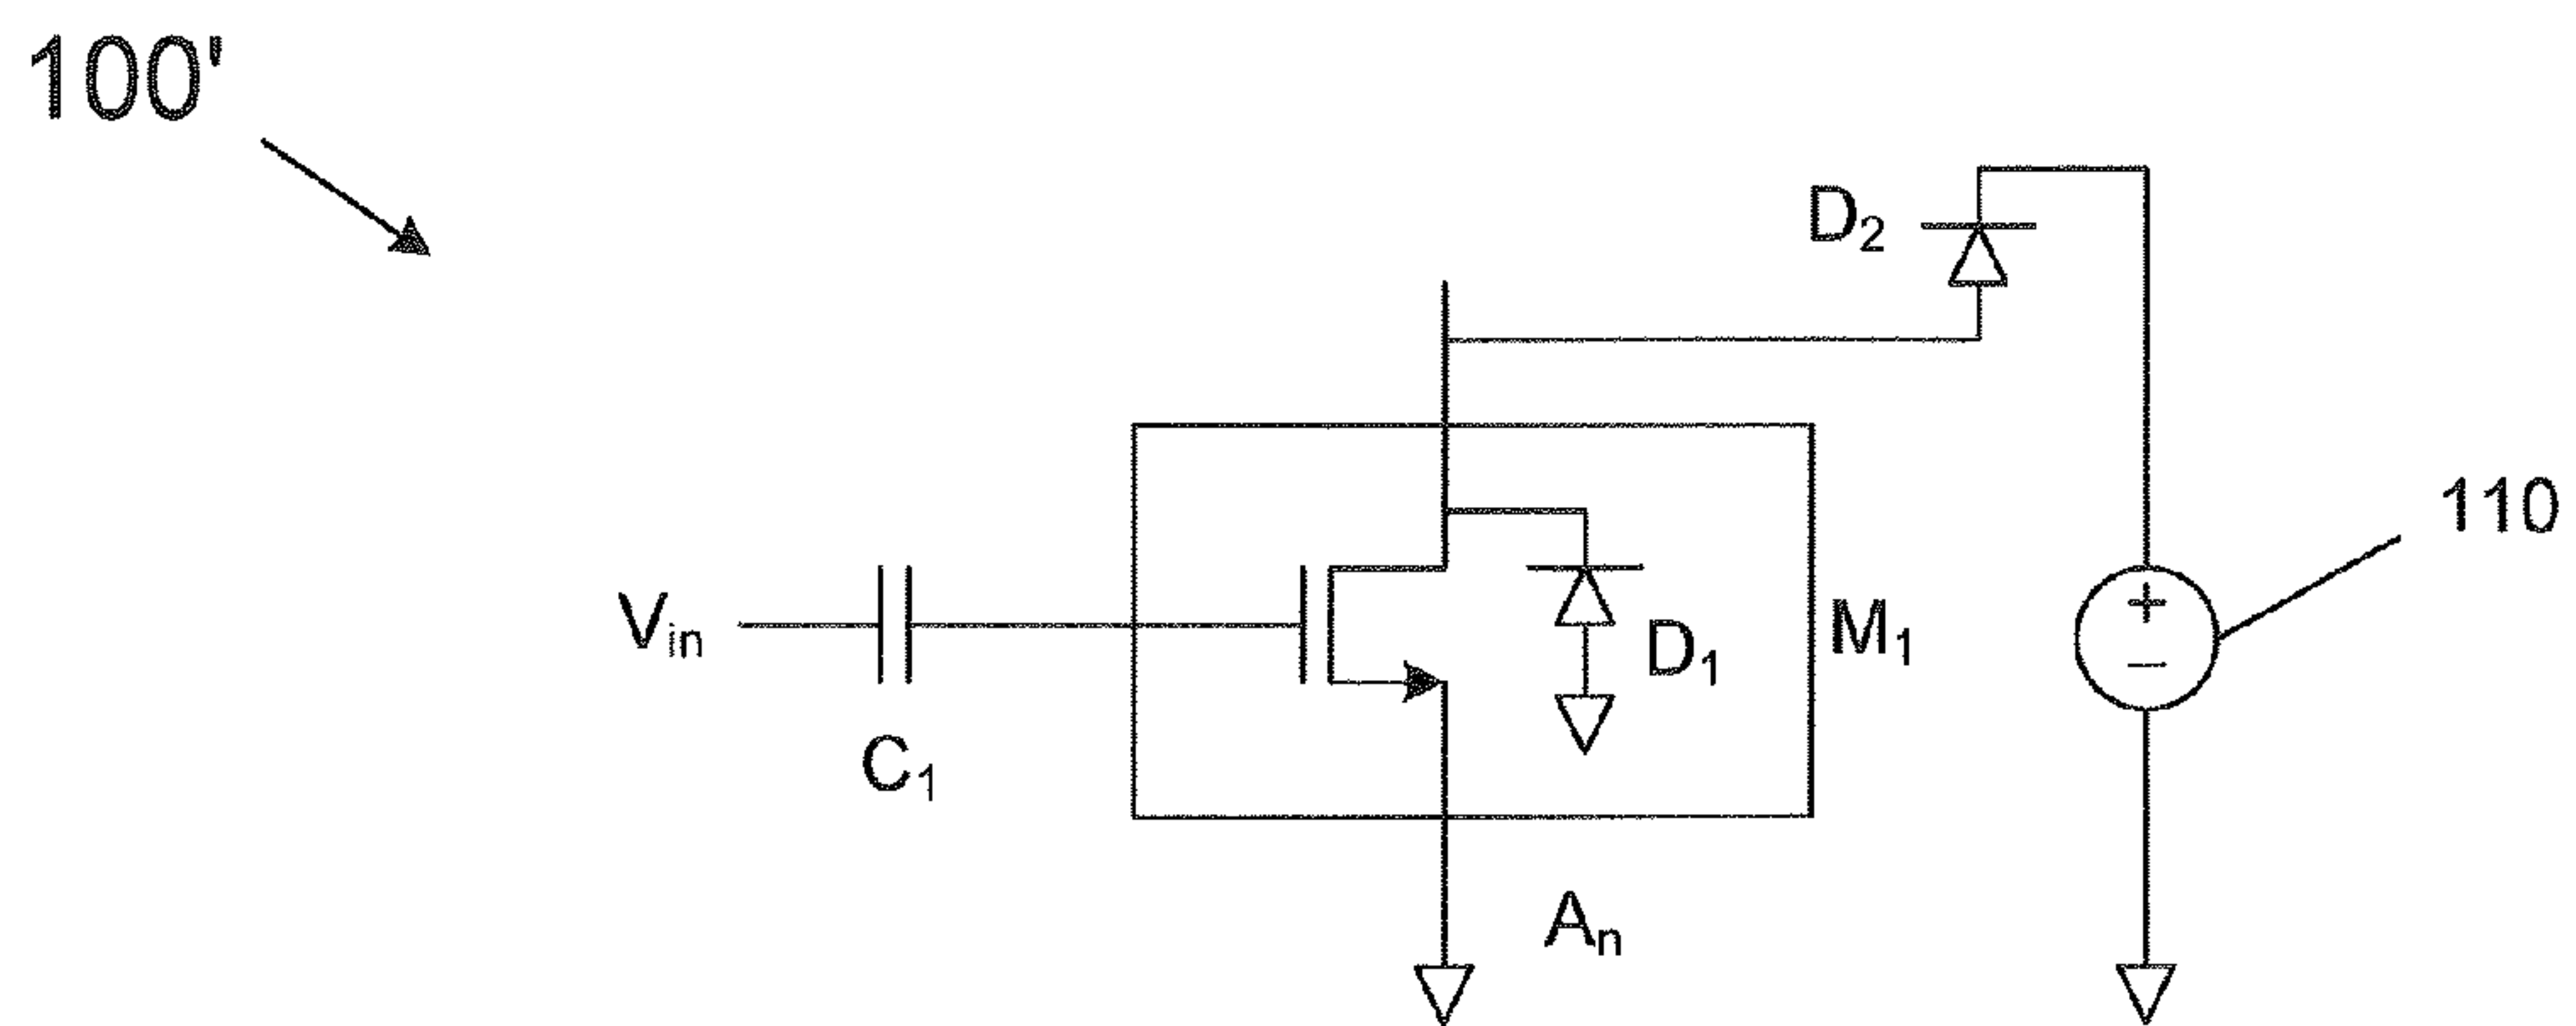 100'
D₂
110
Vᵢₙ
M₁
D₁
C₁
Aₙ
+
–